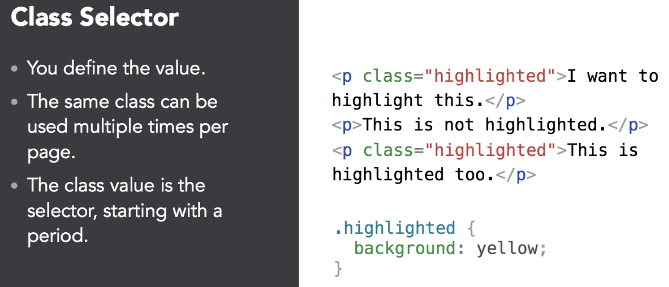 Class Selector
• You define the value.
• The same class can be
used multiple times per
page.
• The class value is the
selector, starting with a
period.
<p class="highlighted">I want to
highlight this.</p>
<p>This is not highlighted.</p>
<p class="highlighted">This is
highlighted too.</p>
.highlighted {
  background: yellow;
}